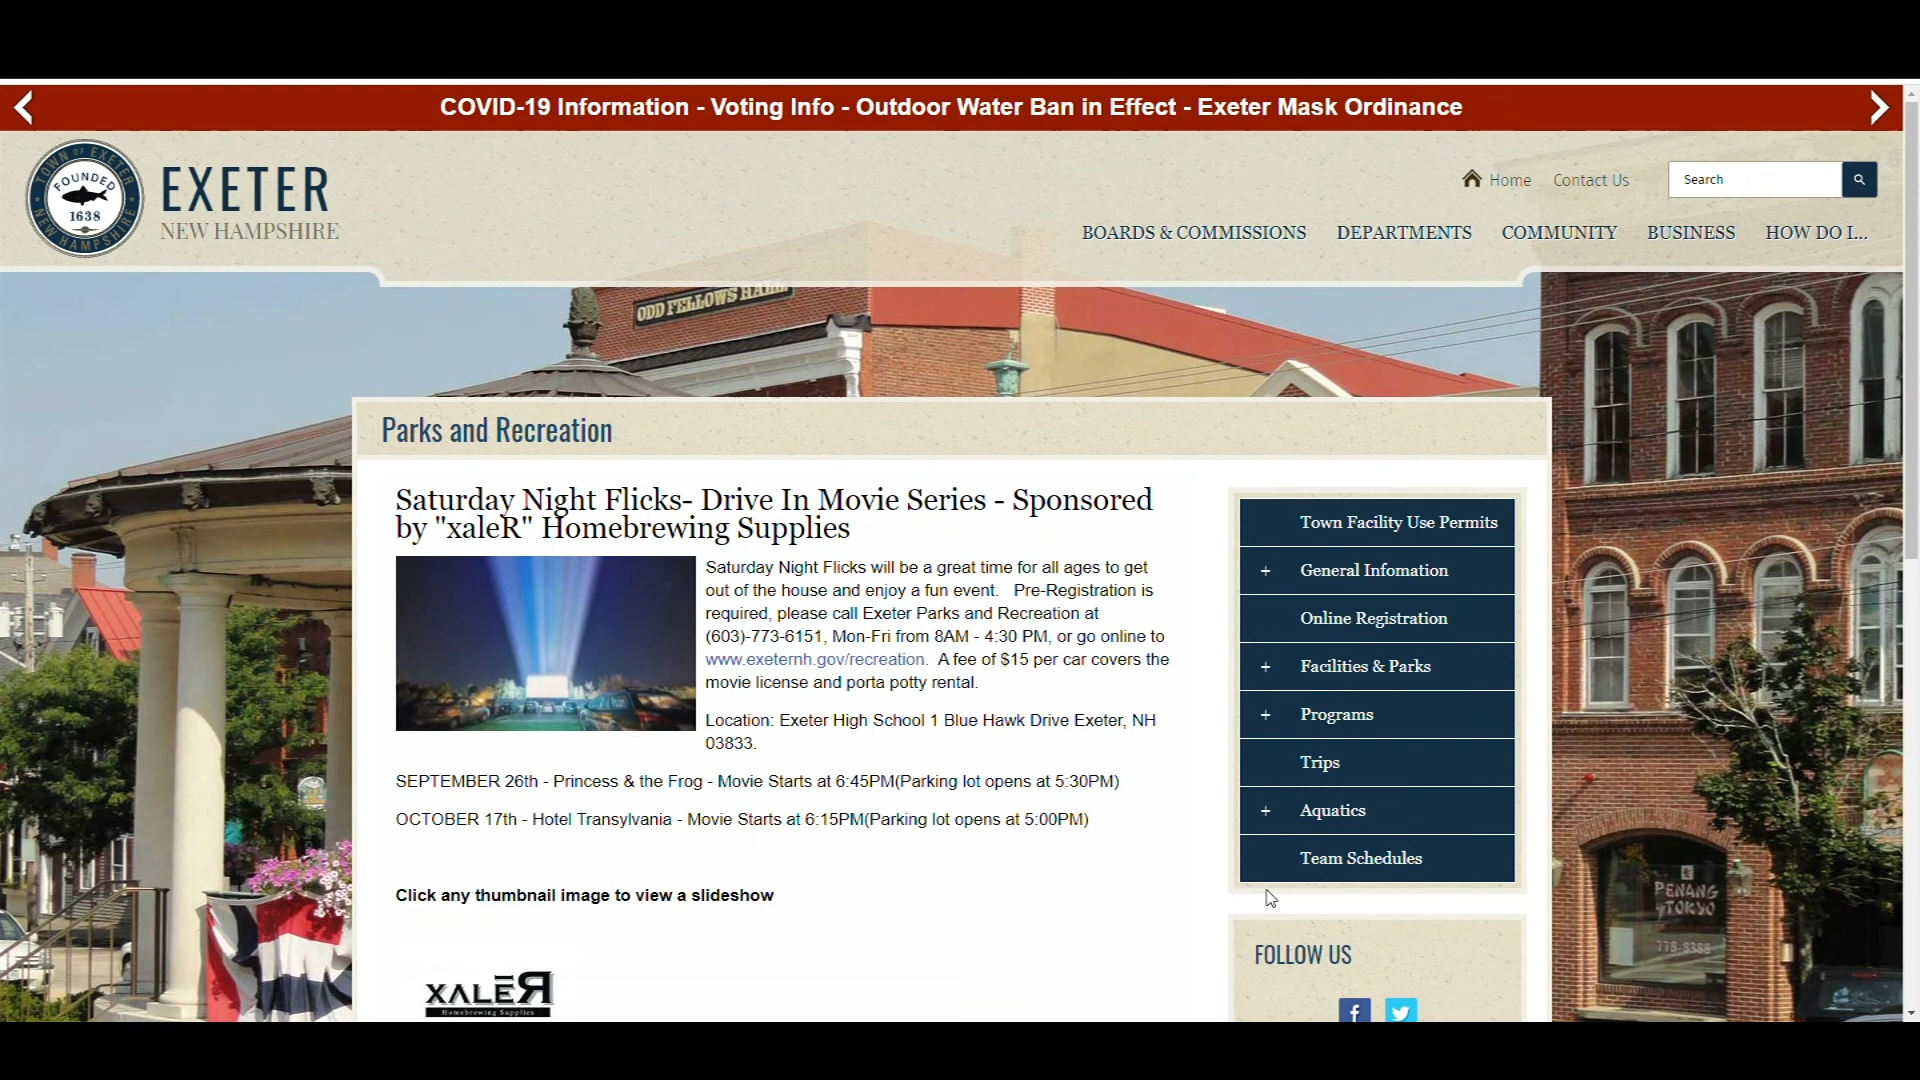 COVID-19 Information - Voting Info - Outdoor Water Ban in Effect - Exeter Mask Ordinance
TOWN OF EXETER
FOUNDED
1638
NEW HAMPSHIRE
EXETER
NEW HAMPSHIRE
Home
Contact Us
Search
BOARDS & COMMISSIONS
DEPARTMENTS
COMMUNITY
BUSINESS
HOW DO I...
ODD FELLOWS HALL
Parks and Recreation
Saturday Night Flicks- Drive In Movie Series - Sponsored
by "xaleR" Homebrewing Supplies
Saturday Night Flicks will be a great time for all ages to get
out of the house and enjoy a fun event. Pre-Registration is
required, please call Exeter Parks and Recreation at
(603)-773-6151, Mon-Fri from 8AM - 4:30 PM, or go online to
www.exeternh.gov/recreation. A fee of $15 per car covers the
movie license and porta potty rental.
Location: Exeter High School 1 Blue Hawk Drive Exeter, NH
03833.
SEPTEMBER 26th - Princess & the Frog - Movie Starts at 6:45PM(Parking lot opens at 5:30PM)
OCTOBER 17th - Hotel Transylvania - Movie Starts at 6:15PM(Parking lot opens at 5:00PM)
Click any thumbnail image to view a slideshow
XALER
Homebrewing Supplies
Town Facility Use Permits
+ General Infomation
Online Registration
+ Facilities & Parks
+ Programs
Trips
+ Aquatics
Team Schedules
FOLLOW US
PENANG
TOKYO
778-8388